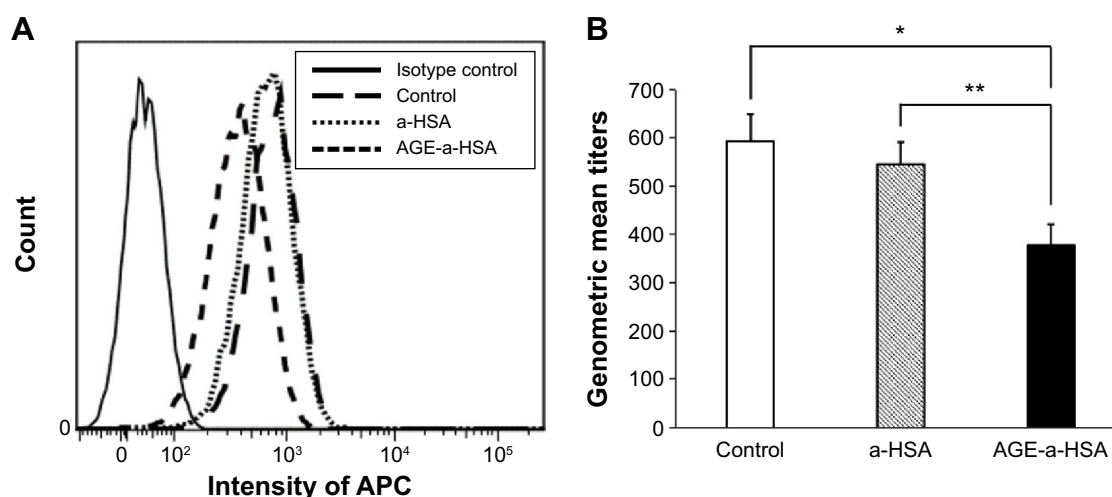 A
Isotype control
Control
a-HSA
AGE-a-HSA
Count
0
0 10² 10³ 10⁴ 10⁵
Intensity of APC
B
*
**
Genometric mean titers
700
600
500
400
300
200
100
0
Control a-HSA AGE-a-HSA